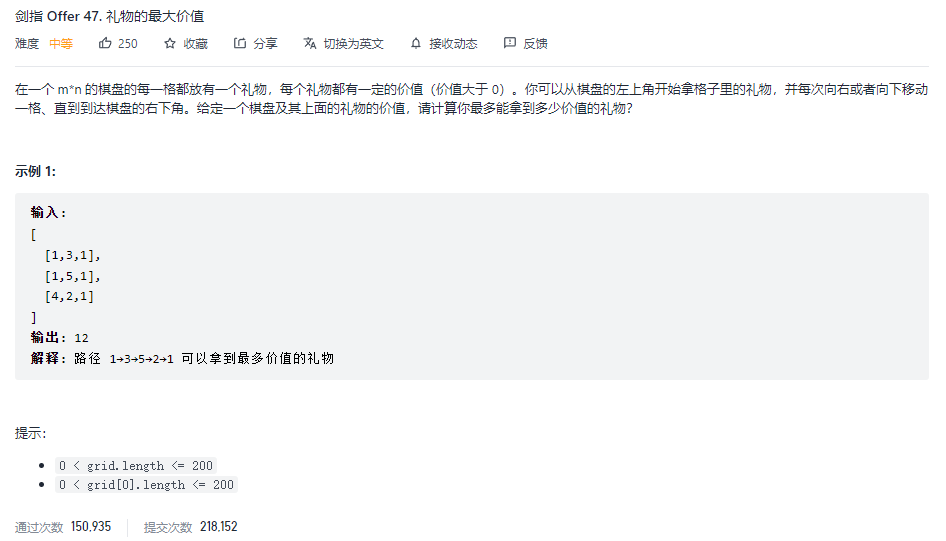 剑指 Offer 47. 礼物的最大价值
难度 中等 250 收藏 分享 切换为英文 接收动态 反馈
在一个 m*n 的棋盘的每一格都放有一个礼物，每个礼物都有一定的价值（价值大于 0）。你可以从棋盘的左上角开始拿格子里的礼物，并每次向右或者向下移动
一格、直到到达棋盘的右下角。给定一个棋盘及其上面的礼物的价值，请计算你最多能拿到多少价值的礼物？
示例 1:
输入:
[
[1,3,1],
[1,5,1],
[4,2,1]
]
输出: 12
解释: 路径 1→3→5→2→1 可以拿到最多价值的礼物
提示：
0 < grid.length <= 200
0 < grid[0].length <= 200
通过次数 150,935 提交次数 218,152